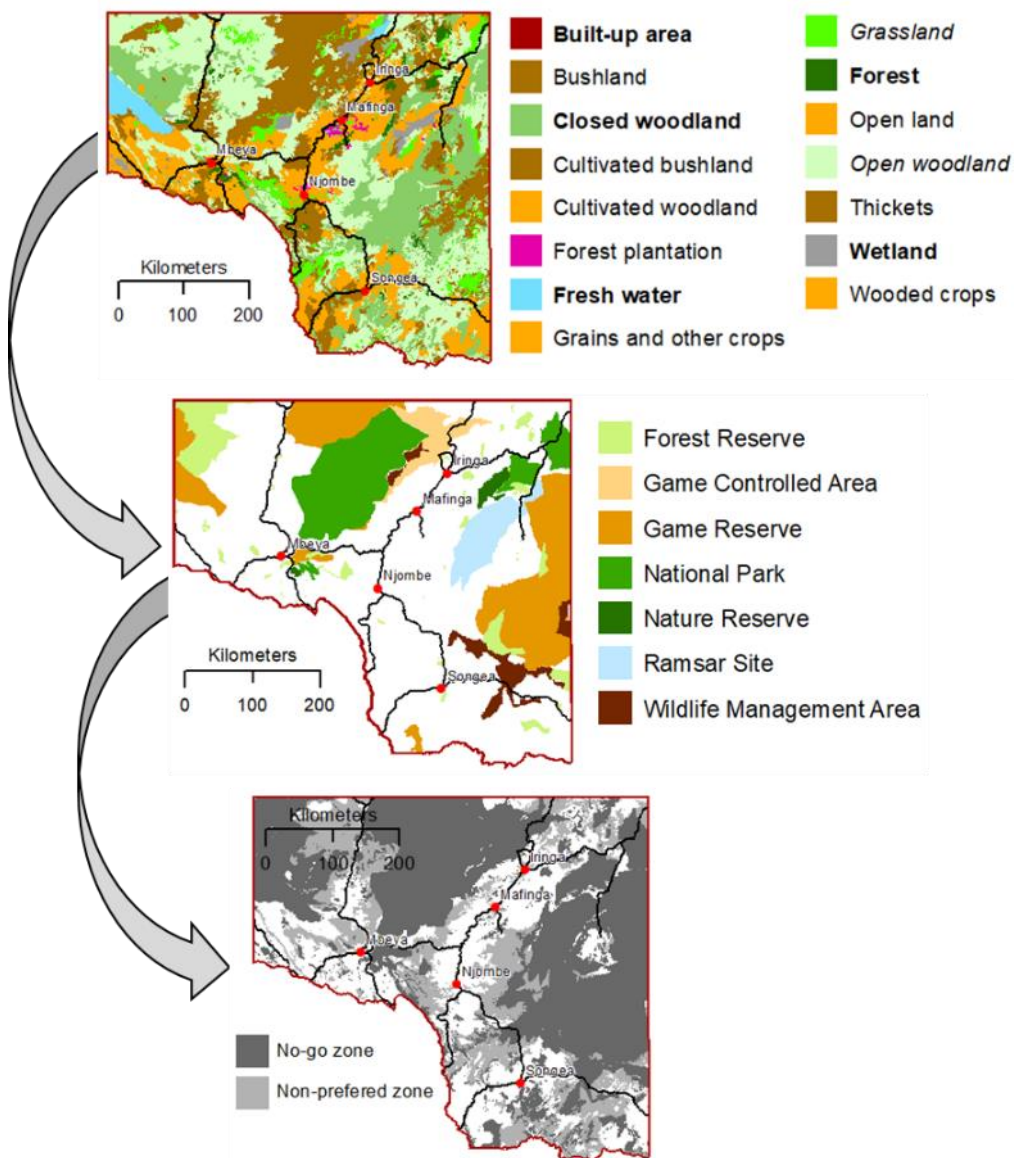 Iringa
Mafinga
Mbeya
Njombe
Songea
Kilometers
0 100 200
Built-up area
Bushland
Closed woodland
Cultivated bushland
Cultivated woodland
Forest plantation
Fresh water
Grains and other crops
Grassland
Forest
Open land
Open woodland
Thickets
Wetland
Wooded crops
Iringa
Mafinga
Mbeya
Njombe
Songea
Kilometers
0 100 200
Forest Reserve
Game Controlled Area
Game Reserve
National Park
Nature Reserve
Ramsar Site
Wildlife Management Area
Kilometers
0 100 200
Iringa
Mafinga
Mbeya
Njombe
Songea
No-go zone
Non-prefered zone